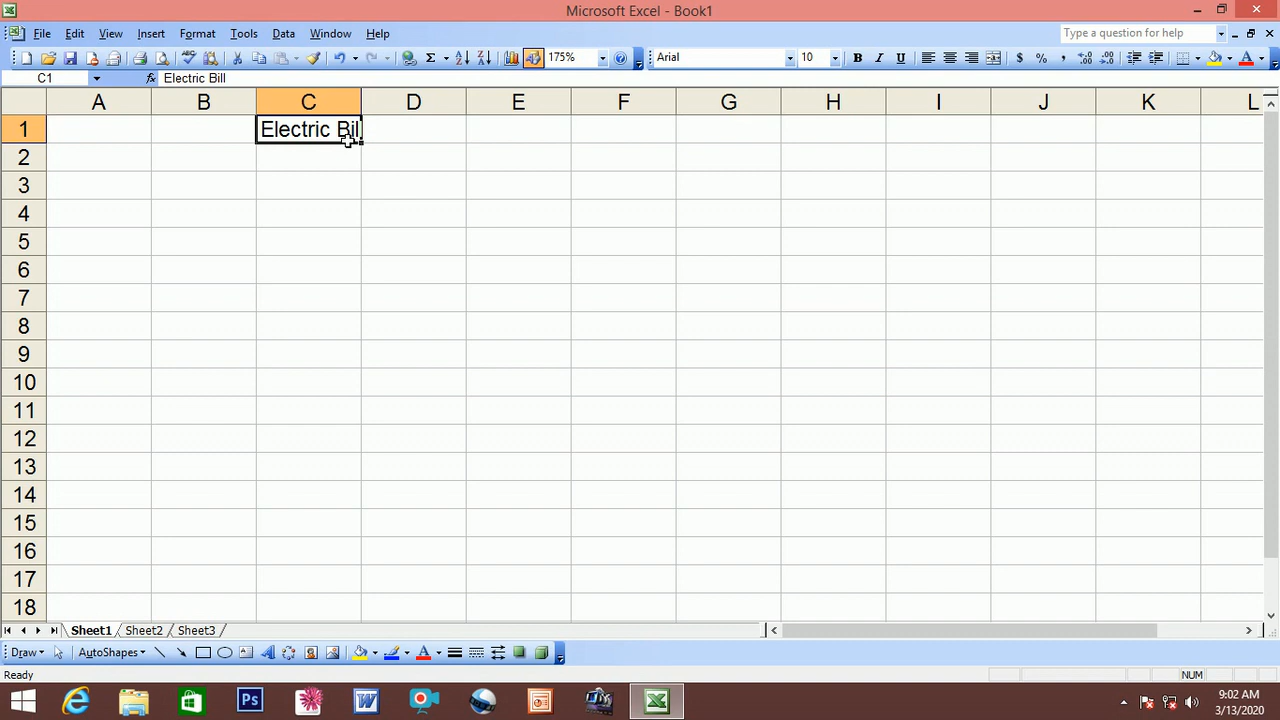 Microsoft Excel - Book1
File Edit View Insert Format Tools Data Window Help
Type a question for help
175% Arial 10 B I U $ %
C1 fx Electric Bill
A B C D E F G H I J K L
1 Electric Bil
2
3
4
5
6
7
8
9
10
11
12
13
14
15
16
17
18
Sheet1 Sheet2 Sheet3
Draw AutoShapes
Ready NUM
9:02 AM
3/13/2020